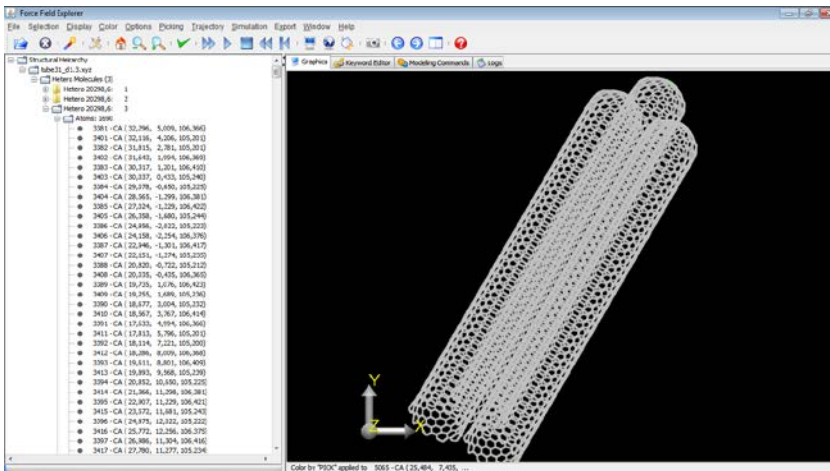 Force Field Explorer
File Selection Display Color Options Picking Trajectory Simulation Export Window Help
Structural Hierarchy
tube31_d1.3.xyz
Hetero Molecules (3)
Hetero 20298,6: 1
Hetero 20298,6: 2
Hetero 20298,6: 3
Atoms: 1690
3381 -CA ( 32,296, 5,009, 106,366)
3401 -CA ( 32,116, 4,206, 105,201)
3382 -CA ( 31,815, 2,781, 105,201)
3402 -CA ( 31,643, 1,994, 106,369)
3383 -CA ( 30,317, 1,201, 106,410)
3403 -CA ( 30,337, 0,433, 105,240)
3384 -CA ( 29,378, -0,650, 105,225)
3404 -CA ( 28,565, -1,299, 106,381)
3385 -CA ( 27,324, -1,229, 106,422)
3405 -CA ( 26,358, -1,680, 105,244)
3386 -CA ( 24,956, -2,022, 105,223)
3406 -CA ( 24,158, -2,254, 106,376)
3387 -CA ( 22,946, -1,301, 106,417)
3407 -CA ( 22,151, -1,274, 105,235)
3388 -CA ( 20,820, -0,722, 105,212)
3408 -CA ( 20,335, -0,435, 106,365)
3389 -CA ( 19,735, 1,076, 106,423)
3409 -CA ( 19,255, 1,689, 105,236)
3390 -CA ( 18,677, 3,004, 105,232)
3410 -CA ( 18,567, 3,767, 106,414)
3391 -CA ( 17,633, 4,994, 106,366)
3411 -CA ( 17,813, 5,796, 105,201)
3392 -CA ( 18,114, 7,221, 105,200)
3412 -CA ( 18,286, 8,009, 106,368)
3393 -CA ( 19,611, 8,801, 106,409)
3413 -CA ( 19,893, 9,568, 105,239)
3394 -CA ( 20,852, 10,650, 105,225)
3414 -CA ( 21,366, 11,298, 106,381)
3395 -CA ( 22,907, 11,229, 106,421)
3415 -CA ( 23,572, 11,681, 105,243)
3396 -CA ( 24,975, 12,022, 105,222)
3416 -CA ( 25,772, 12,256, 106,375)
3397 -CA ( 26,986, 11,304, 106,416)
3417 -CA ( 27,780, 11,277, 105,234)
Graphics Keyword Editor Modeling Commands Logs
Y
Z X
Color by "PICK" applied to 5065 -CA ( 25,484, 7,435, ...